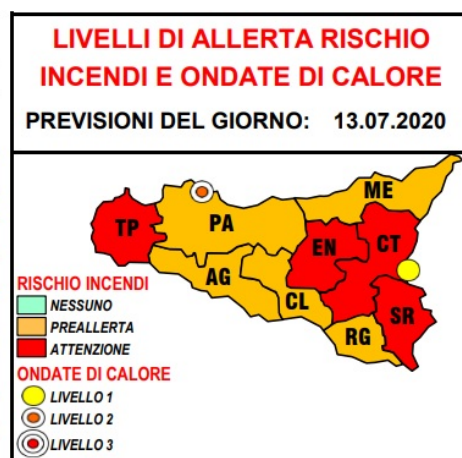 LIVELLI DI ALLERTA RISCHIO
INCENDI E ONDATE DI CALORE
PREVISIONI DEL GIORNO: 13.07.2020
ME
TP
PA
EN
CT
AG
CL
SR
RG
RISCHIO INCENDI
NESSUNO
PREALLERTA
ATTENZIONE
ONDATE DI CALORE
LIVELLO 1
LIVELLO 2
LIVELLO 3